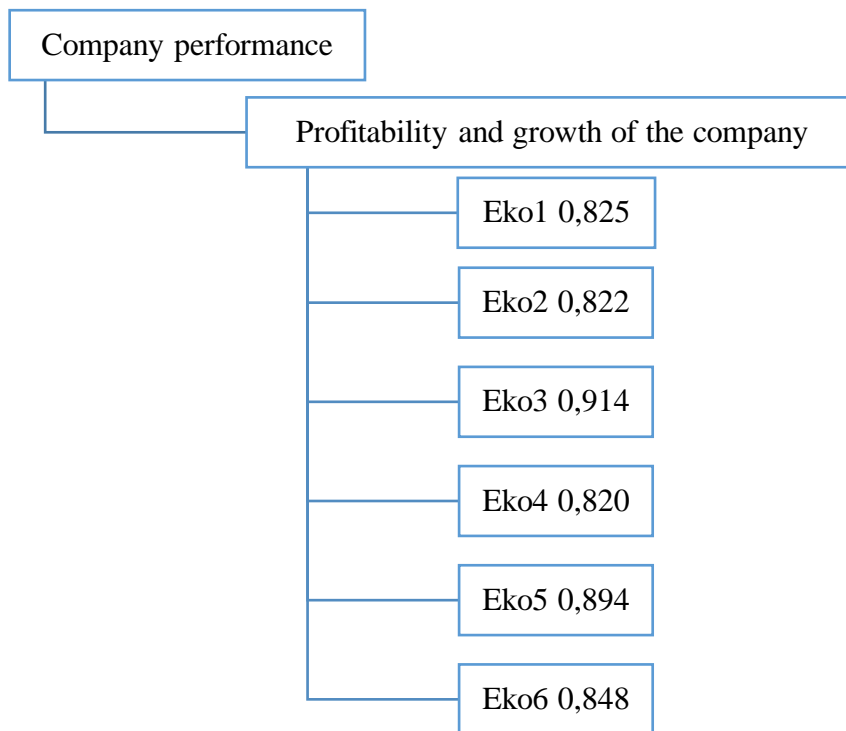 Company performance
Profitability and growth of the company
Eko1 0,825
Eko2 0,822
Eko3 0,914
Eko4 0,820
Eko5 0,894
Eko6 0,848